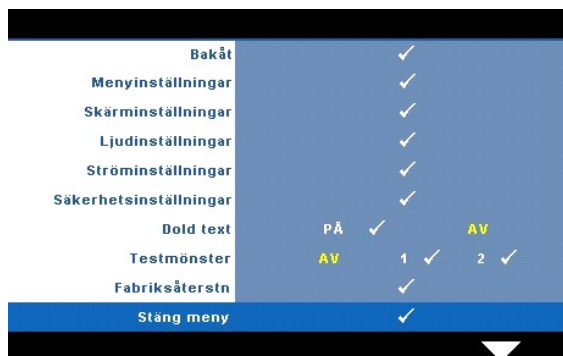 Bakåt ✓
Menyinställningar ✓
Skärminställningar ✓
Ljudinställningar ✓
Ströminställningar ✓
Säkerhetsinställningar ✓
Dold text PÅ ✓ AV
Testmönster AV 1 ✓ 2 ✓
Fabriksåterstn ✓
Stäng meny ✓